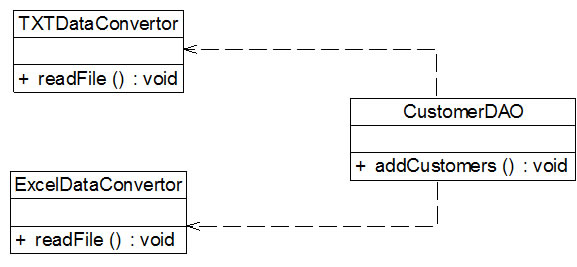 TXTDataConvertor
+ readFile () : void
CustomerDAO
+ addCustomers () : void
ExcelDataConvertor
+ readFile () : void